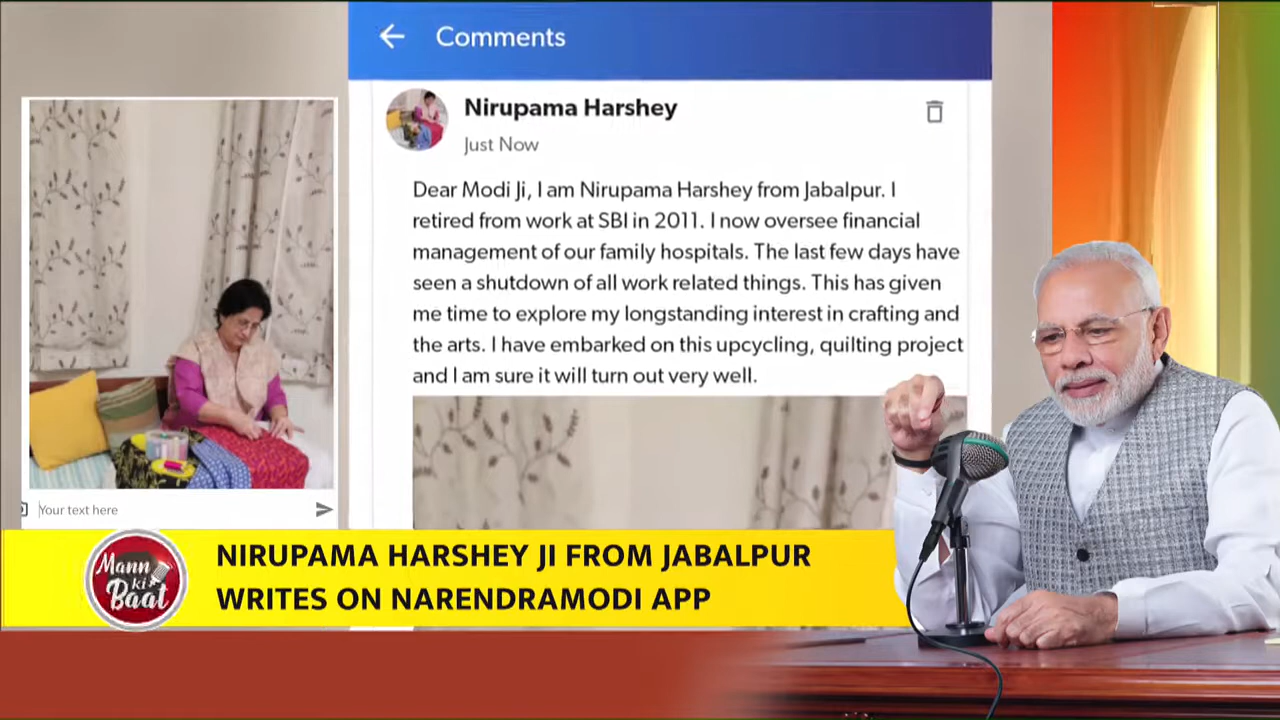 Comments
Nirupama Harshey
Just Now
Dear Modi Ji, I am Nirupama Harshey from Jabalpur. I
retired from work at SBI in 2011. I now oversee financial
management of our family hospitals. The last few days have
seen a shutdown of all work related things. This has given
me time to explore my longstanding interest in crafting and
the arts. I have embarked on this upcycling, quilting project
and I am sure it will turn out very well.
Your text here
Mann
ki
Baat
NIRUPAMA HARSHEY JI FROM JABALPUR
WRITES ON NARENDRAMODI APP